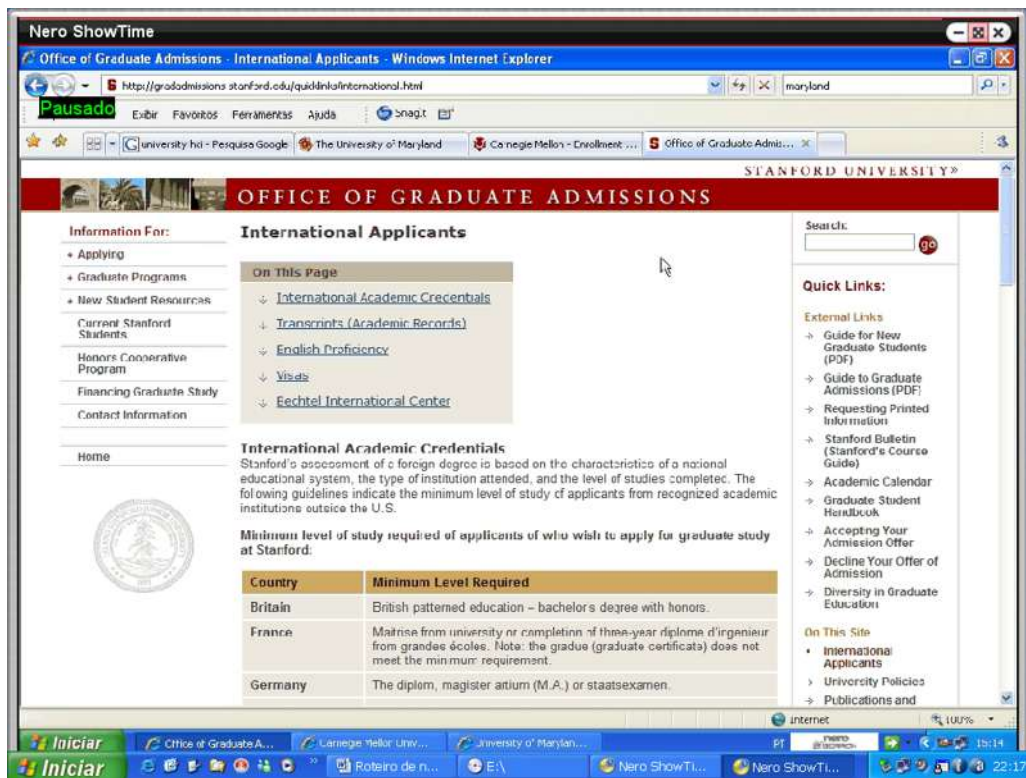 Nero ShowTime
Office of Graduate Admissions - International Applicants - Windows Internet Explorer
http://gradadmissions.stanford.edu/quicklinks/international.html
maryland
Pausado
Exibir Favoritos Ferramentas Ajuda SnagIt
university hci - Pesquisa Google
The University of Maryland
Carnegie Mellon - Enrollment ...
Office of Graduate Admis...
STANFORD UNIVERSITY»
OFFICE OF GRADUATE ADMISSIONS
Information For:
Applying
Graduate Programs
New Student Resources
Current Stanford
Students
Honors Cooperative
Program
Financing Graduate Study
Contact Information
Home
International Applicants
On This Page
International Academic Credentials
Transcripts (Academic Records)
English Proficiency
Visas
Bechtel International Center
International Academic Credentials
Stanford's assessment of a foreign degree is based on the characteristics of a national
educational system, the type of institution attended, and the level of studies completed. The
following guidelines indicate the minimum level of study of applicants from recognized academic
institutions outside the U.S.
Minimum level of study required of applicants of who wish to apply for graduate study
at Stanford:
Country Minimum Level Required
Britain British patterned education – bachelor's degree with honors.
France Maitrise from university or completion of three-year diplome d'ingenieur
from grandes écoles. Note: the gradue (graduate certificate) does not
meet the minimum requirement.
Germany The diplom, magister artium (M.A.) or staatsexamen.
Search:
go
Quick Links:
External Links
Guide for New
Graduate Students
(PDF)
Guide to Graduate
Admissions (PDF)
Requesting Printed
Information
Stanford Bulletin
(Stanford's Course
Guide)
Academic Calendar
Graduate Student
Handbook
Accepting Your
Admission Offer
Decline Your Offer of
Admission
Diversity in Graduate
Education
On This Site
International
Applicants
University Policies
Publications and
Internet 100%
Iniciar Office of Graduate A... Carnegie Mellon Univ... University of Marylan... PT 15:14
Iniciar Roteiro de n... E:\ Nero ShowTi... Nero ShowTi... 22:17